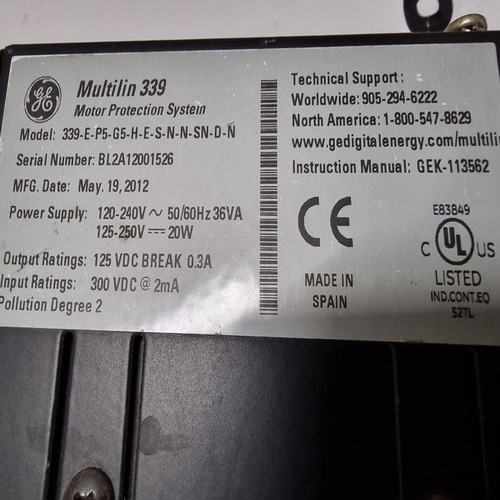 GE
Multilin 339
Motor Protection System
Model: 339-E-P5-G5-H-E-S-N-N-SN-D-N
Serial Number: BL2A12001526
MFG. Date: May. 19, 2012
Power Supply: 120-240V ~ 50/60Hz 36VA
125-250V ⎓ 20W
Output Ratings: 125 VDC BREAK 0.3A
Input Ratings: 300 VDC @ 2mA
Pollution Degree 2
Technical Support:
Worldwide: 905-294-6222
North America: 1-800-547-8629
www.gedigitalenergy.com/multilin
Instruction Manual: GEK-113562
CE
MADE IN
SPAIN
E83849
C UL US
LISTED
IND.CONT.EQ
52TL